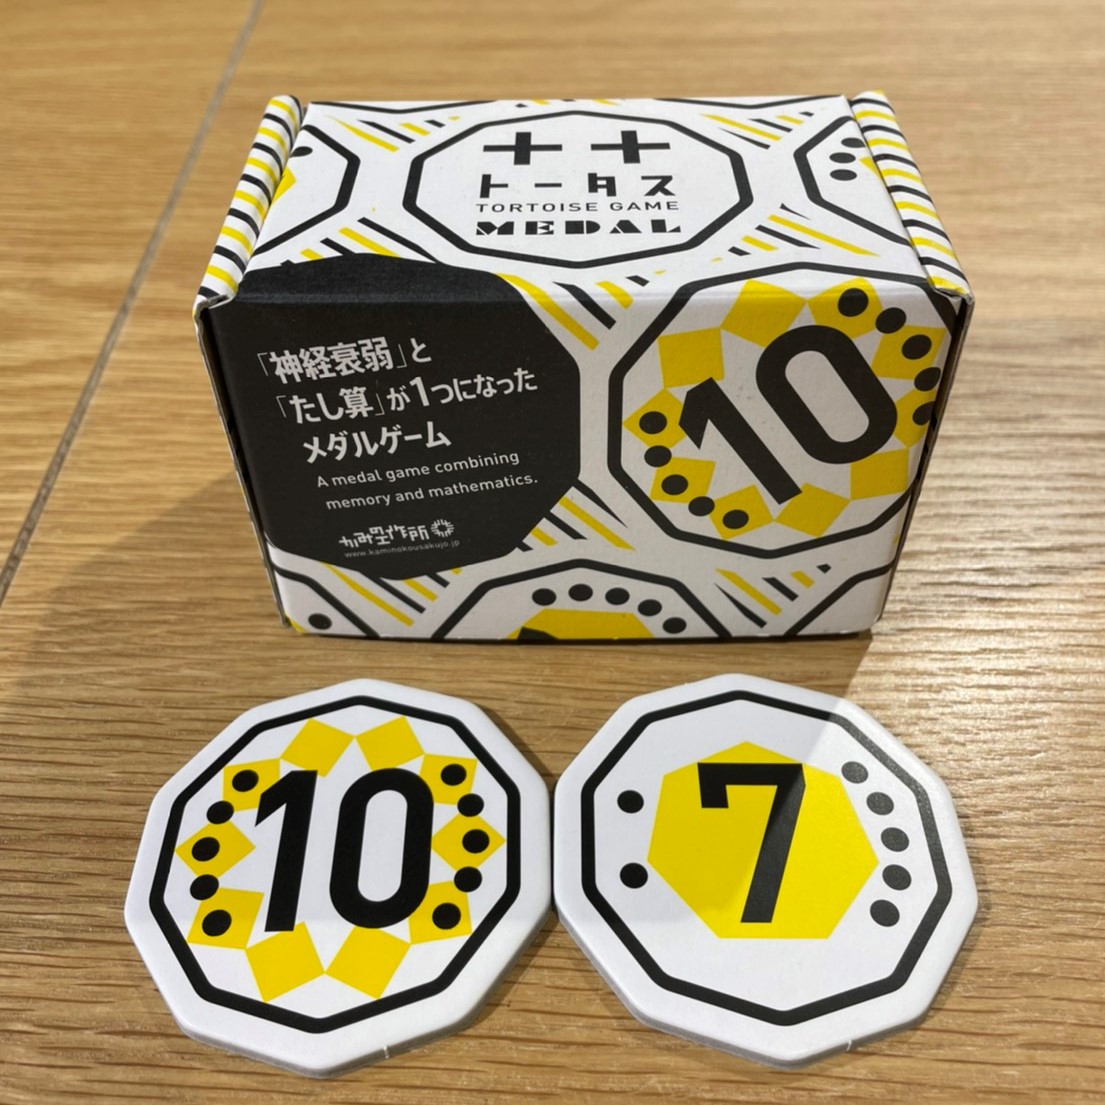 ++
トータス
TORTOISE GAME
MEDAL
「神経衰弱」と
「たし算」が1つになった
メダルゲーム
A medal game combining
memory and mathematics.
かみの工作所
www.kaminokousakujo.jp
10
10
7